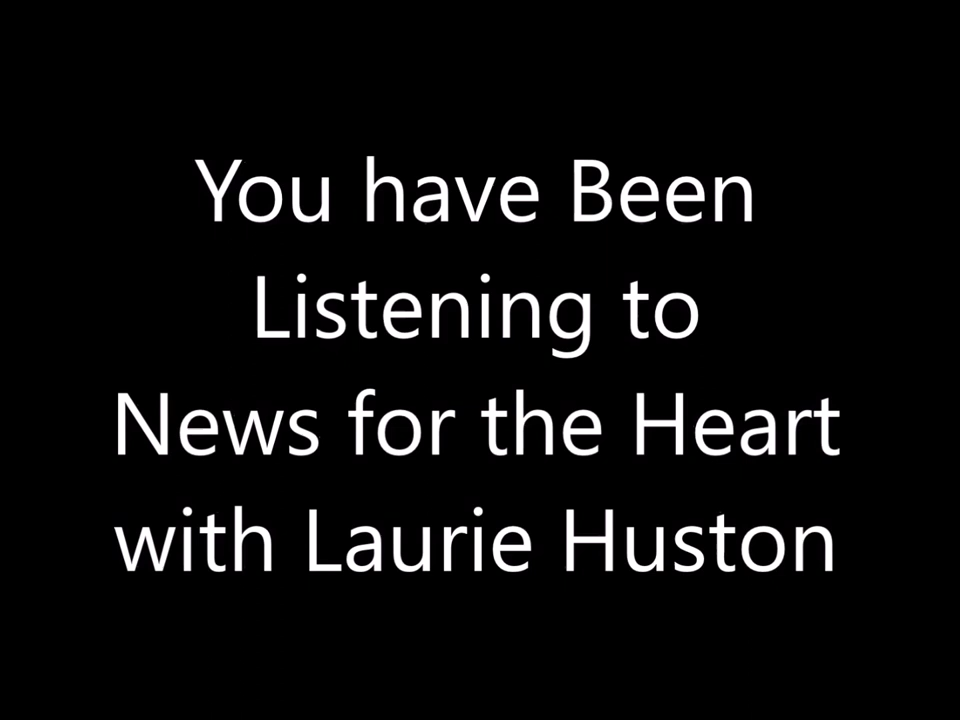 You have Been
Listening to
News for the Heart
with Laurie Huston